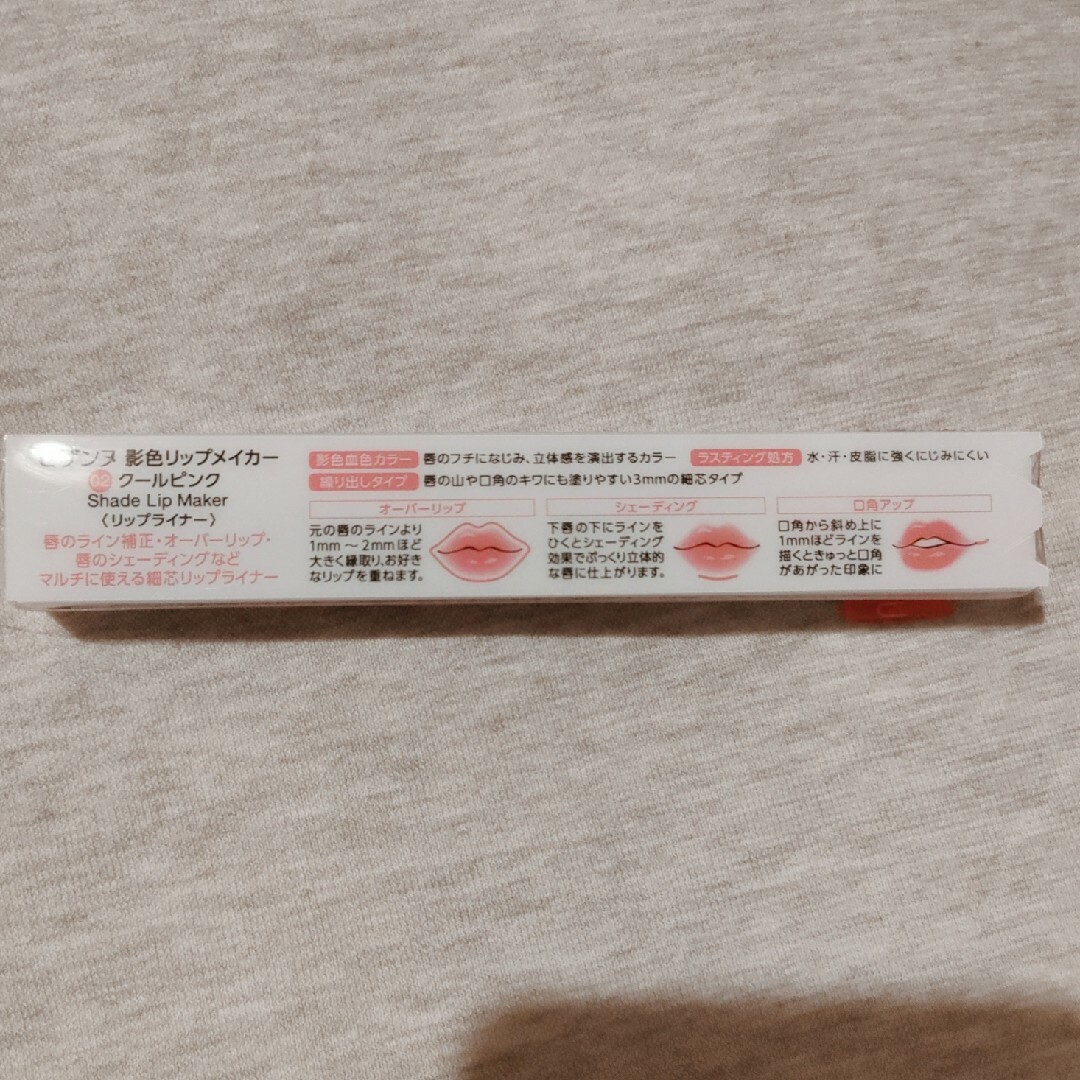 影色リップメイカー
02 クールピンク
Shade Lip Maker
〈リップライナー〉
唇のライン補正・オーバーリップ・
唇のシェーディングなど
マルチに使える細芯リップライナー
影色血色カラー 唇のフチになじみ、立体感を演出するカラー ラスティング処方 水・汗・皮脂に強くにじみにくい
繰り出しタイプ 唇の山や口角のキワにも塗りやすい3mmの細芯タイプ
オーバーリップ
元の唇のラインより
1mm～2mmほど
大きく縁取り、お好き
なリップを重ねます。
シェーディング
下唇の下にラインを
ひくとシェーディング
効果でぷっくり立体的
な唇に仕上がります。
口角アップ
口角から斜め上に
1mmほどラインを
描くときゅっと口角
があがった印象に